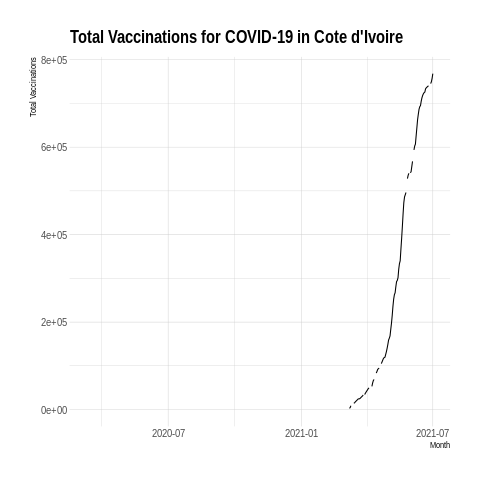 Total Vaccinations for COVID-19 in Cote d'Ivoire
Total Vaccinations
8e+05
6e+05
4e+05
2e+05
0e+00
2020-07
2021-01
2021-07
Month